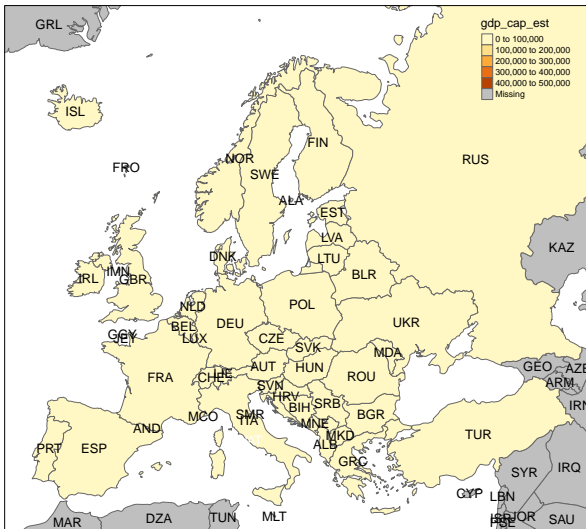 GRL
gdp_cap_est
0 to 100,000
100,000 to 200,000
200,000 to 300,000
300,000 to 400,000
400,000 to 500,000
Missing
ISL
FIN
NOR
RUS
FRO
SWE
ALA
EST
LVA
KAZ
DNK
LTU
IMN
IRL
GBR
BLR
NLD
POL
DEU
BEL
UKR
GGY
JEY
LUX
CZE
SVK
MDA
AUT
HUN
GEO
AZE
FRA
CHE
LIE
ROU
ARM
SVN
HRV
IRN
MCO
SMR
BIH
SRB
ITA
BGR
AND
MNE
PRT
ESP
MKD
TUR
ALB
GRC
SYR
IRQ
CYP
LBN
MAR
DZA
TUN
MLT
JOR
PSE
SAU